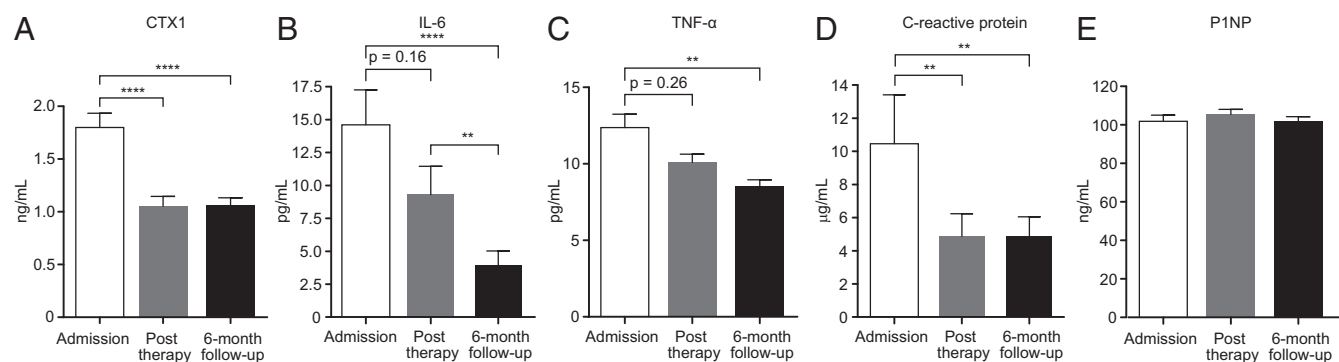 A
CTX1
****
****
2.0
1.5
1.0
0.5
0
ng/mL
Admission
Post
therapy
6-month
follow-up
B
IL-6
****
p = 0.16
**
17.5
15.0
12.5
10.0
7.5
5.0
2.5
0
pg/mL
Admission
Post
therapy
6-month
follow-up
C
TNF-α
**
p = 0.26
15
10
5
0
pg/mL
Admission
Post
therapy
6-month
follow-up
D
C-reactive protein
**
**
14
12
10
8
6
4
2
0
μg/mL
Admission
Post
therapy
6-month
follow-up
E
P1NP
120
100
80
60
40
20
0
ng/mL
Admission
Post
therapy
6-month
follow-up